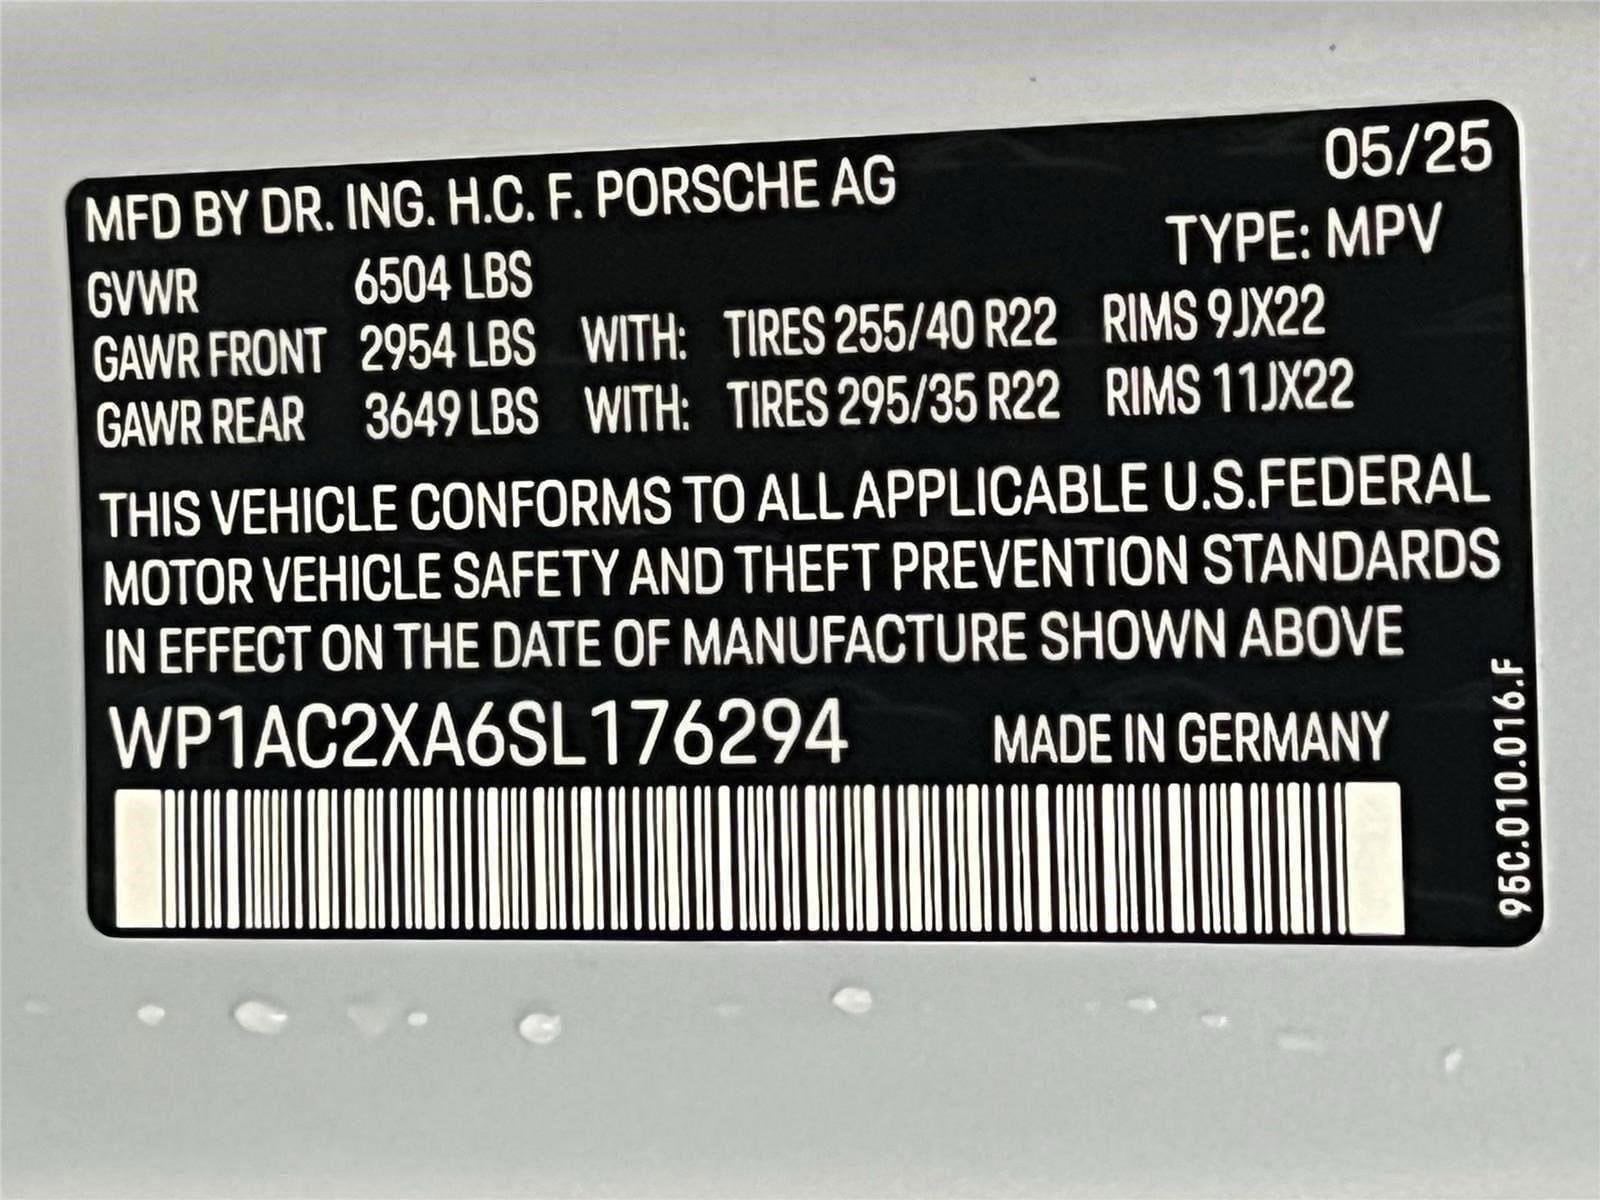 MFD BY DR. ING. H.C. F. PORSCHE AG 05/25
TYPE: MPV
GVWR 6504 LBS
GAWR FRONT 2954 LBS WITH: TIRES 255/40 R22 RIMS 9JX22
GAWR REAR 3649 LBS WITH: TIRES 295/35 R22 RIMS 11JX22
THIS VEHICLE CONFORMS TO ALL APPLICABLE U.S.FEDERAL
MOTOR VEHICLE SAFETY AND THEFT PREVENTION STANDARDS
IN EFFECT ON THE DATE OF MANUFACTURE SHOWN ABOVE
WP1AC2XA6SL176294 MADE IN GERMANY
95C.010.016.F